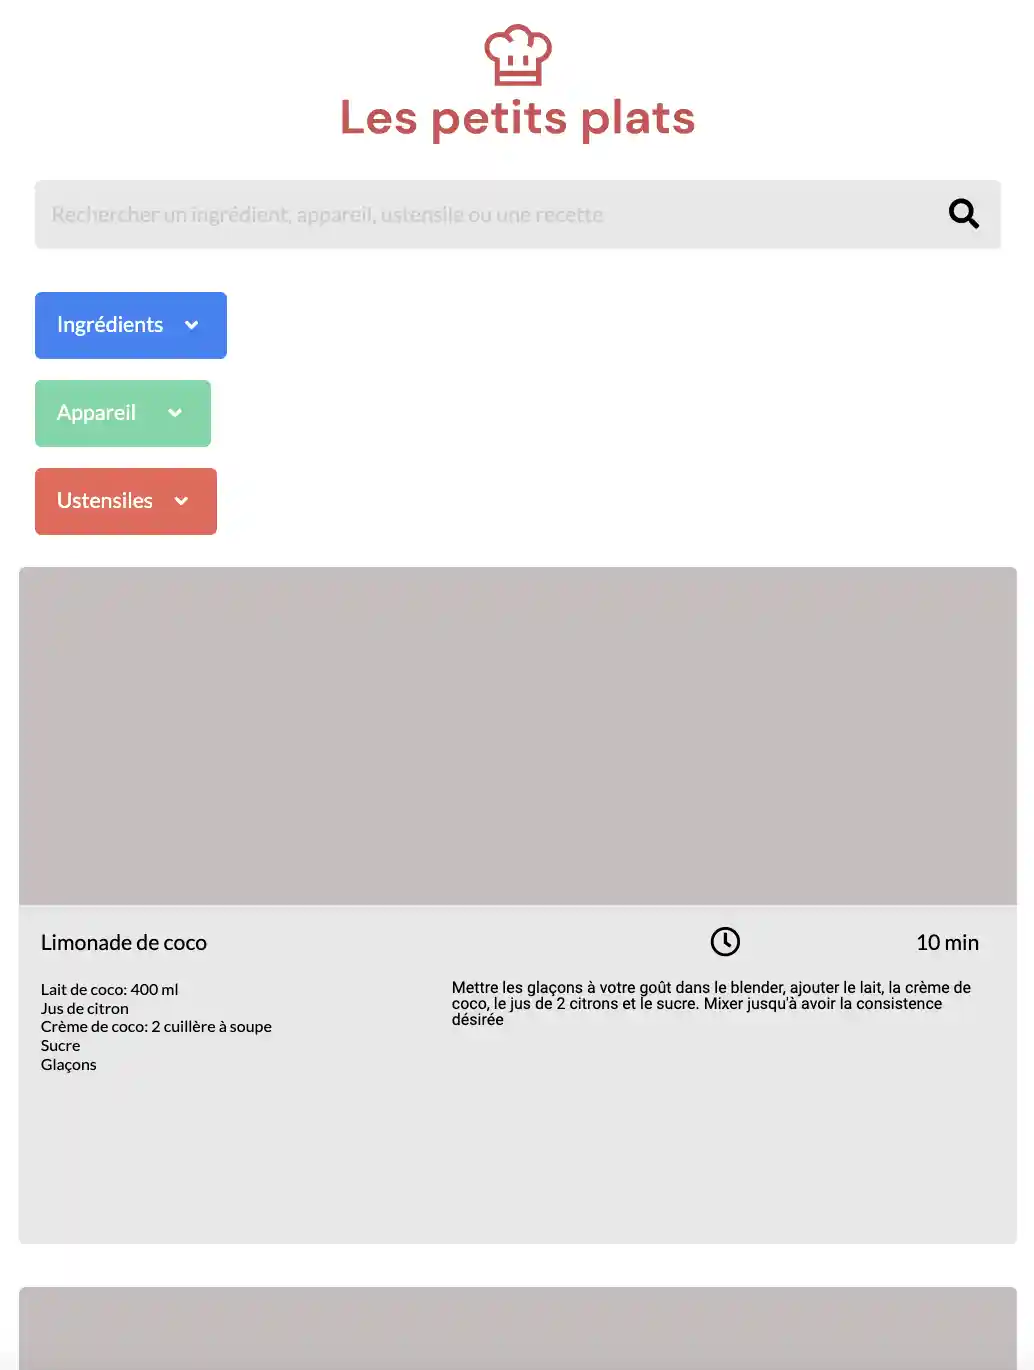 Les petits plats
Rechercher un ingrédient, appareil, ustensile ou une recette
Ingrédients
Appareil
Ustensiles
Limonade de coco
10 min
Lait de coco: 400 ml
Jus de citron
Crème de coco: 2 cuillère à soupe
Sucre
Glaçons
Mettre les glaçons à votre goût dans le blender, ajouter le lait, la crème de
coco, le jus de 2 citrons et le sucre. Mixer jusqu'à avoir la consistence
désirée